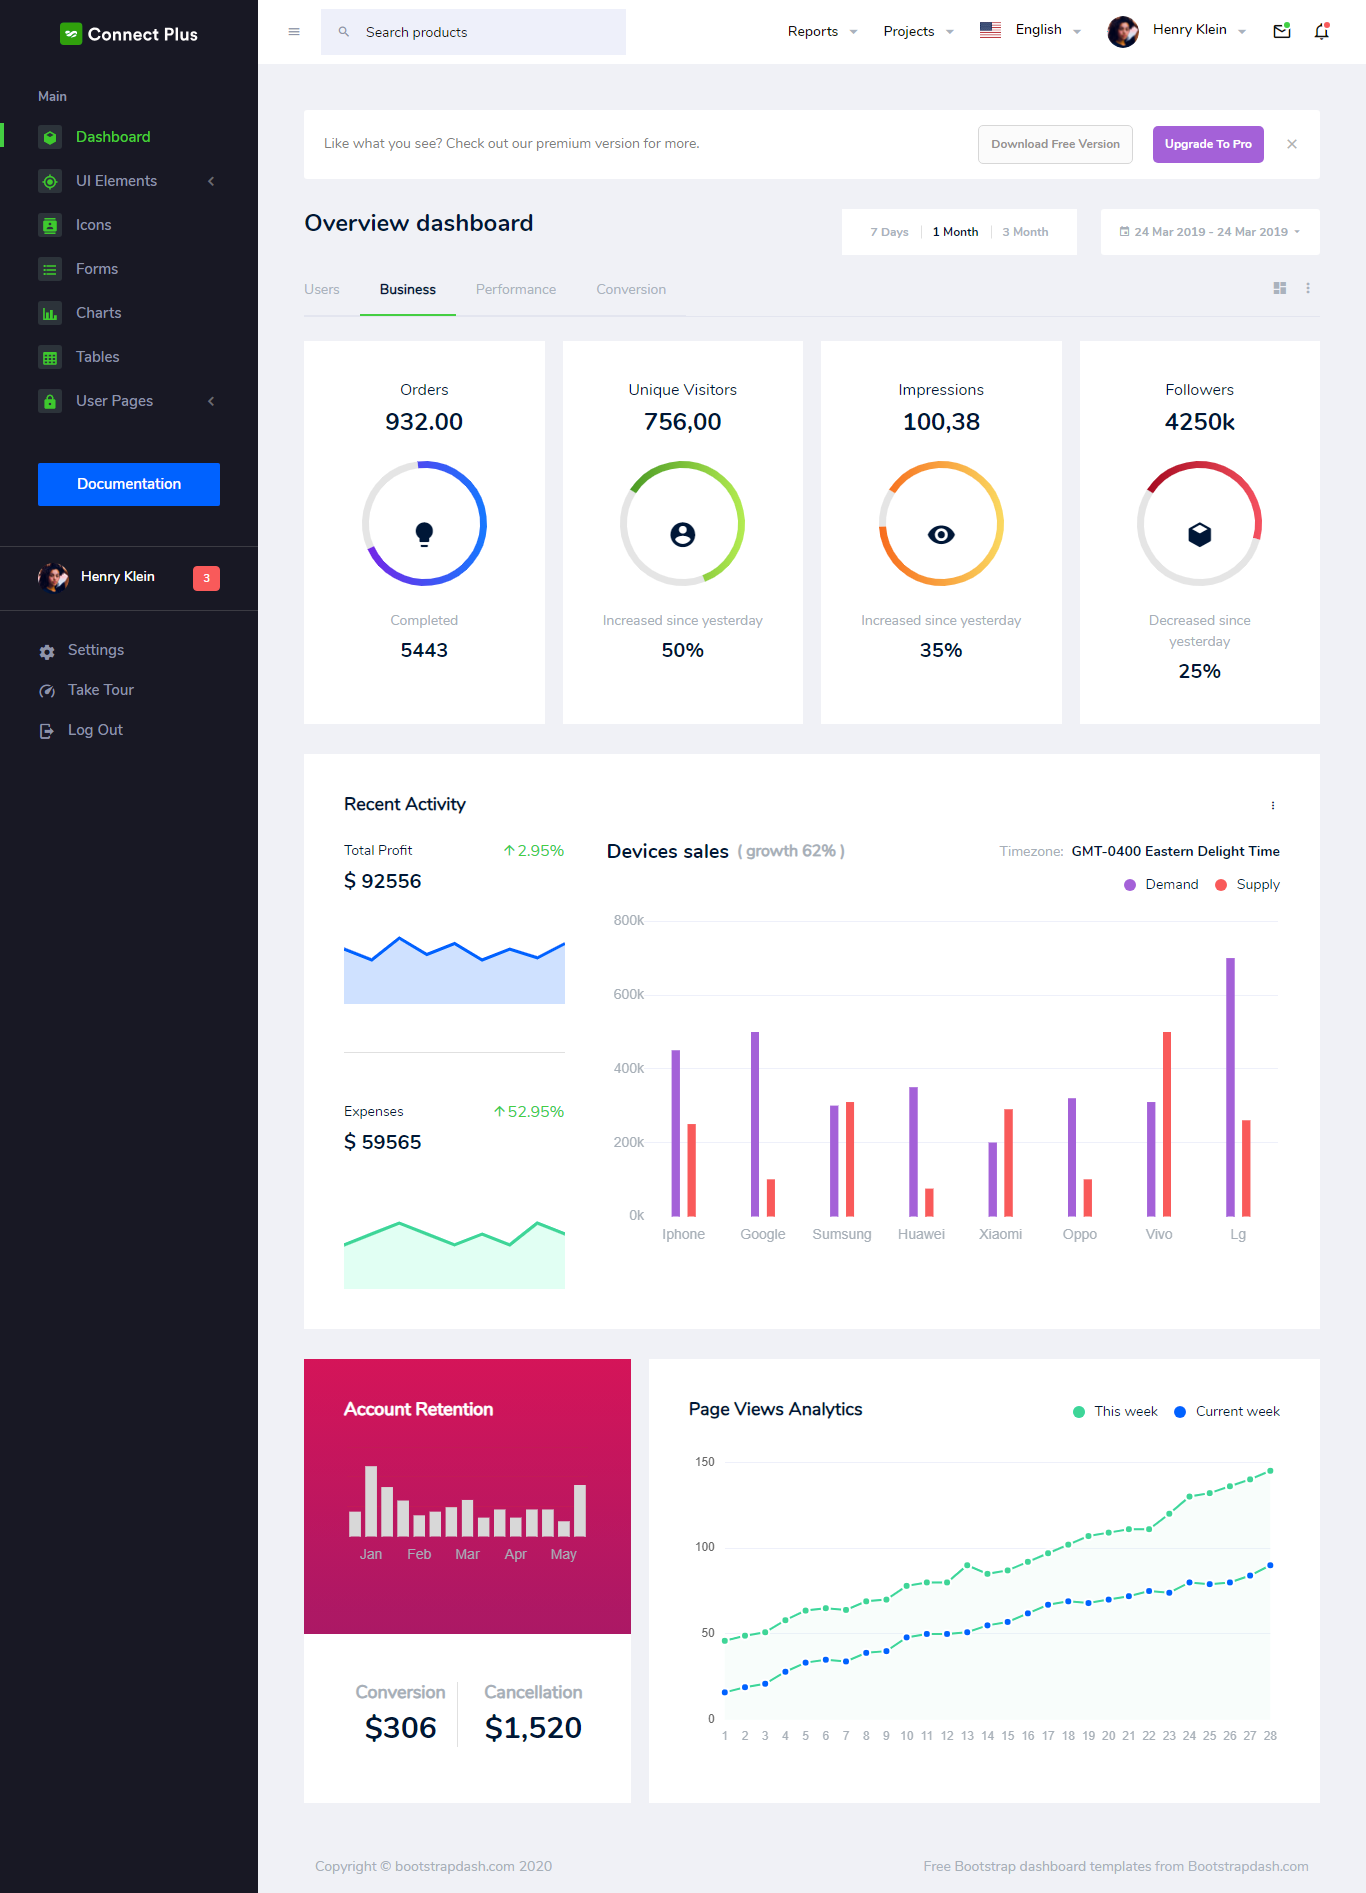 Connect Plus
Main
Dashboard
UI Elements
Icons
Forms
Charts
Tables
User Pages
Documentation
Henry Klein
3
Settings
Take Tour
Log Out
Search products
Reports
Projects
English
Henry Klein
Like what you see? Check out our premium version for more.
Download Free Version
Upgrade To Pro
Overview dashboard
7 Days
1 Month
3 Month
24 Mar 2019 - 24 Mar 2019
Users
Business
Performance
Conversion
Orders
932.00
Completed
5443
Unique Visitors
756,00
Increased since yesterday
50%
Impressions
100,38
Increased since yesterday
35%
Followers
4250k
Decreased since
yesterday
25%
Recent Activity
Total Profit
2.95%
$ 92556
Expenses
52.95%
$ 59565
Devices sales ( growth 62% )
Timezone: GMT-0400 Eastern Delight Time
Demand
Supply
800k
600k
400k
200k
0k
Iphone Google Sumsung Huawei Xiaomi Oppo Vivo Lg
Account Retention
Jan Feb Mar Apr May
Conversion
$306
Cancellation
$1,520
Page Views Analytics
This week
Current week
150
100
50
0
1 2 3 4 5 6 7 8 9 10 11 12 13 14 15 16 17 18 19 20 21 22 23 24 25 26 27 28
Copyright © bootstrapdash.com 2020
Free Bootstrap dashboard templates from Bootstrapdash.com